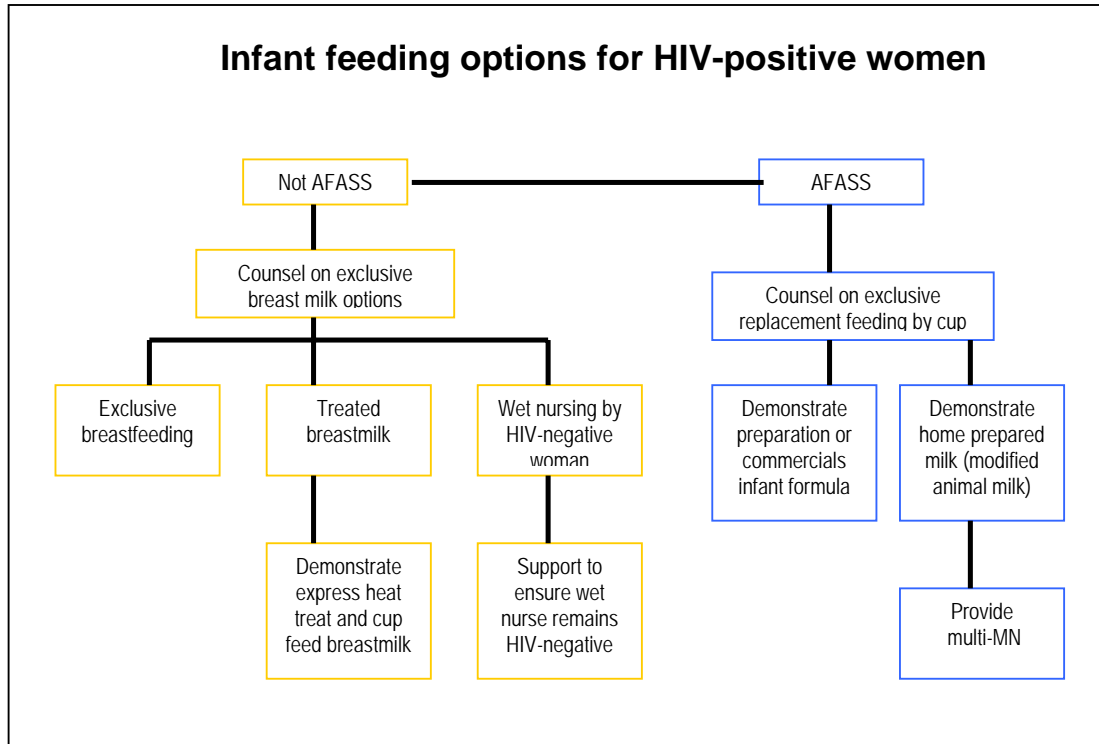 Infant feeding options for HIV-positive women
Not AFASS
AFASS
Counsel on exclusive
breast milk options
Counsel on exclusive
replacement feeding by cup
Exclusive
breastfeeding
Treated
breastmilk
Wet nursing by
HIV-negative
woman
Demonstrate
preparation or
commercials
infant formula
Demonstrate
home prepared
milk (modified
animal milk)
Demonstrate
express heat
treat and cup
feed breastmilk
Support to
ensure wet
nurse remains
HIV-negative
Provide
multi-MN